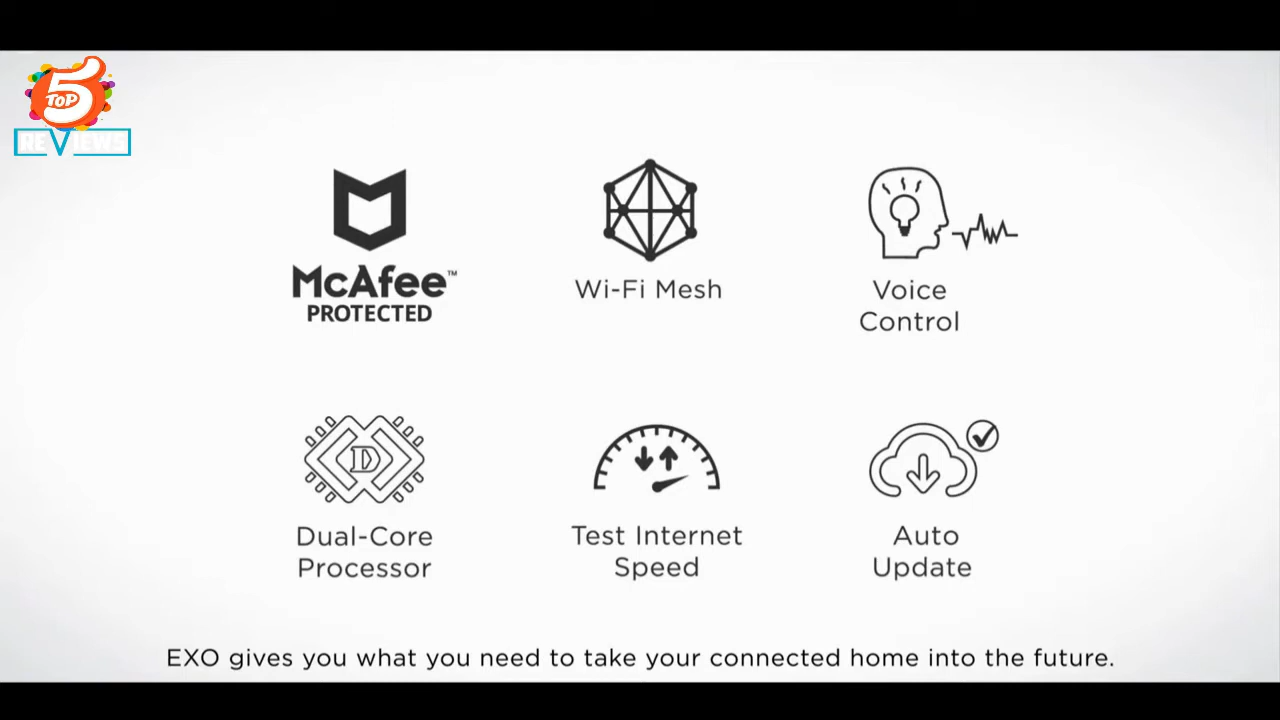 5
TOP
REVIEWS
McAfee™
PROTECTED
Wi-Fi Mesh
Voice
Control
D
Dual-Core
Processor
Test Internet
Speed
Auto
Update
EXO gives you what you need to take your connected home into the future.